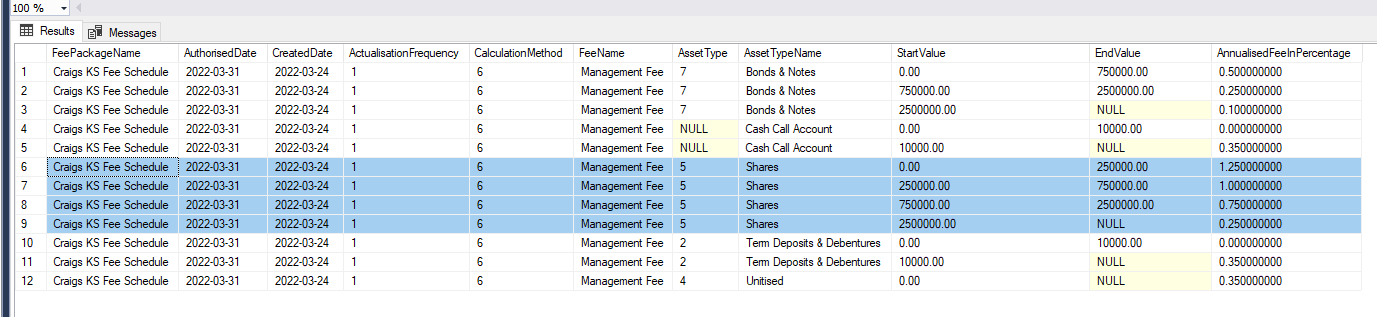 100 %
Results Messages
FeePackageName AuthorisedDate CreatedDate ActualisationFrequency CalculationMethod FeeName AssetType AssetTypeName StartValue EndValue AnnualisedFeeInPercentage
1 Craigs KS Fee Schedule 2022-03-31 2022-03-24 1 6 Management Fee 7 Bonds & Notes 0.00 750000.00 0.500000000
2 Craigs KS Fee Schedule 2022-03-31 2022-03-24 1 6 Management Fee 7 Bonds & Notes 750000.00 2500000.00 0.250000000
3 Craigs KS Fee Schedule 2022-03-31 2022-03-24 1 6 Management Fee 7 Bonds & Notes 2500000.00 NULL 0.100000000
4 Craigs KS Fee Schedule 2022-03-31 2022-03-24 1 6 Management Fee NULL Cash Call Account 0.00 10000.00 0.000000000
5 Craigs KS Fee Schedule 2022-03-31 2022-03-24 1 6 Management Fee NULL Cash Call Account 10000.00 NULL 0.350000000
6 Craigs KS Fee Schedule 2022-03-31 2022-03-24 1 6 Management Fee 5 Shares 0.00 250000.00 1.250000000
7 Craigs KS Fee Schedule 2022-03-31 2022-03-24 1 6 Management Fee 5 Shares 250000.00 750000.00 1.000000000
8 Craigs KS Fee Schedule 2022-03-31 2022-03-24 1 6 Management Fee 5 Shares 750000.00 2500000.00 0.750000000
9 Craigs KS Fee Schedule 2022-03-31 2022-03-24 1 6 Management Fee 5 Shares 2500000.00 NULL 0.250000000
10 Craigs KS Fee Schedule 2022-03-31 2022-03-24 1 6 Management Fee 2 Term Deposits & Debentures 0.00 10000.00 0.000000000
11 Craigs KS Fee Schedule 2022-03-31 2022-03-24 1 6 Management Fee 2 Term Deposits & Debentures 10000.00 NULL 0.350000000
12 Craigs KS Fee Schedule 2022-03-31 2022-03-24 1 6 Management Fee 4 Unitised 0.00 NULL 0.350000000